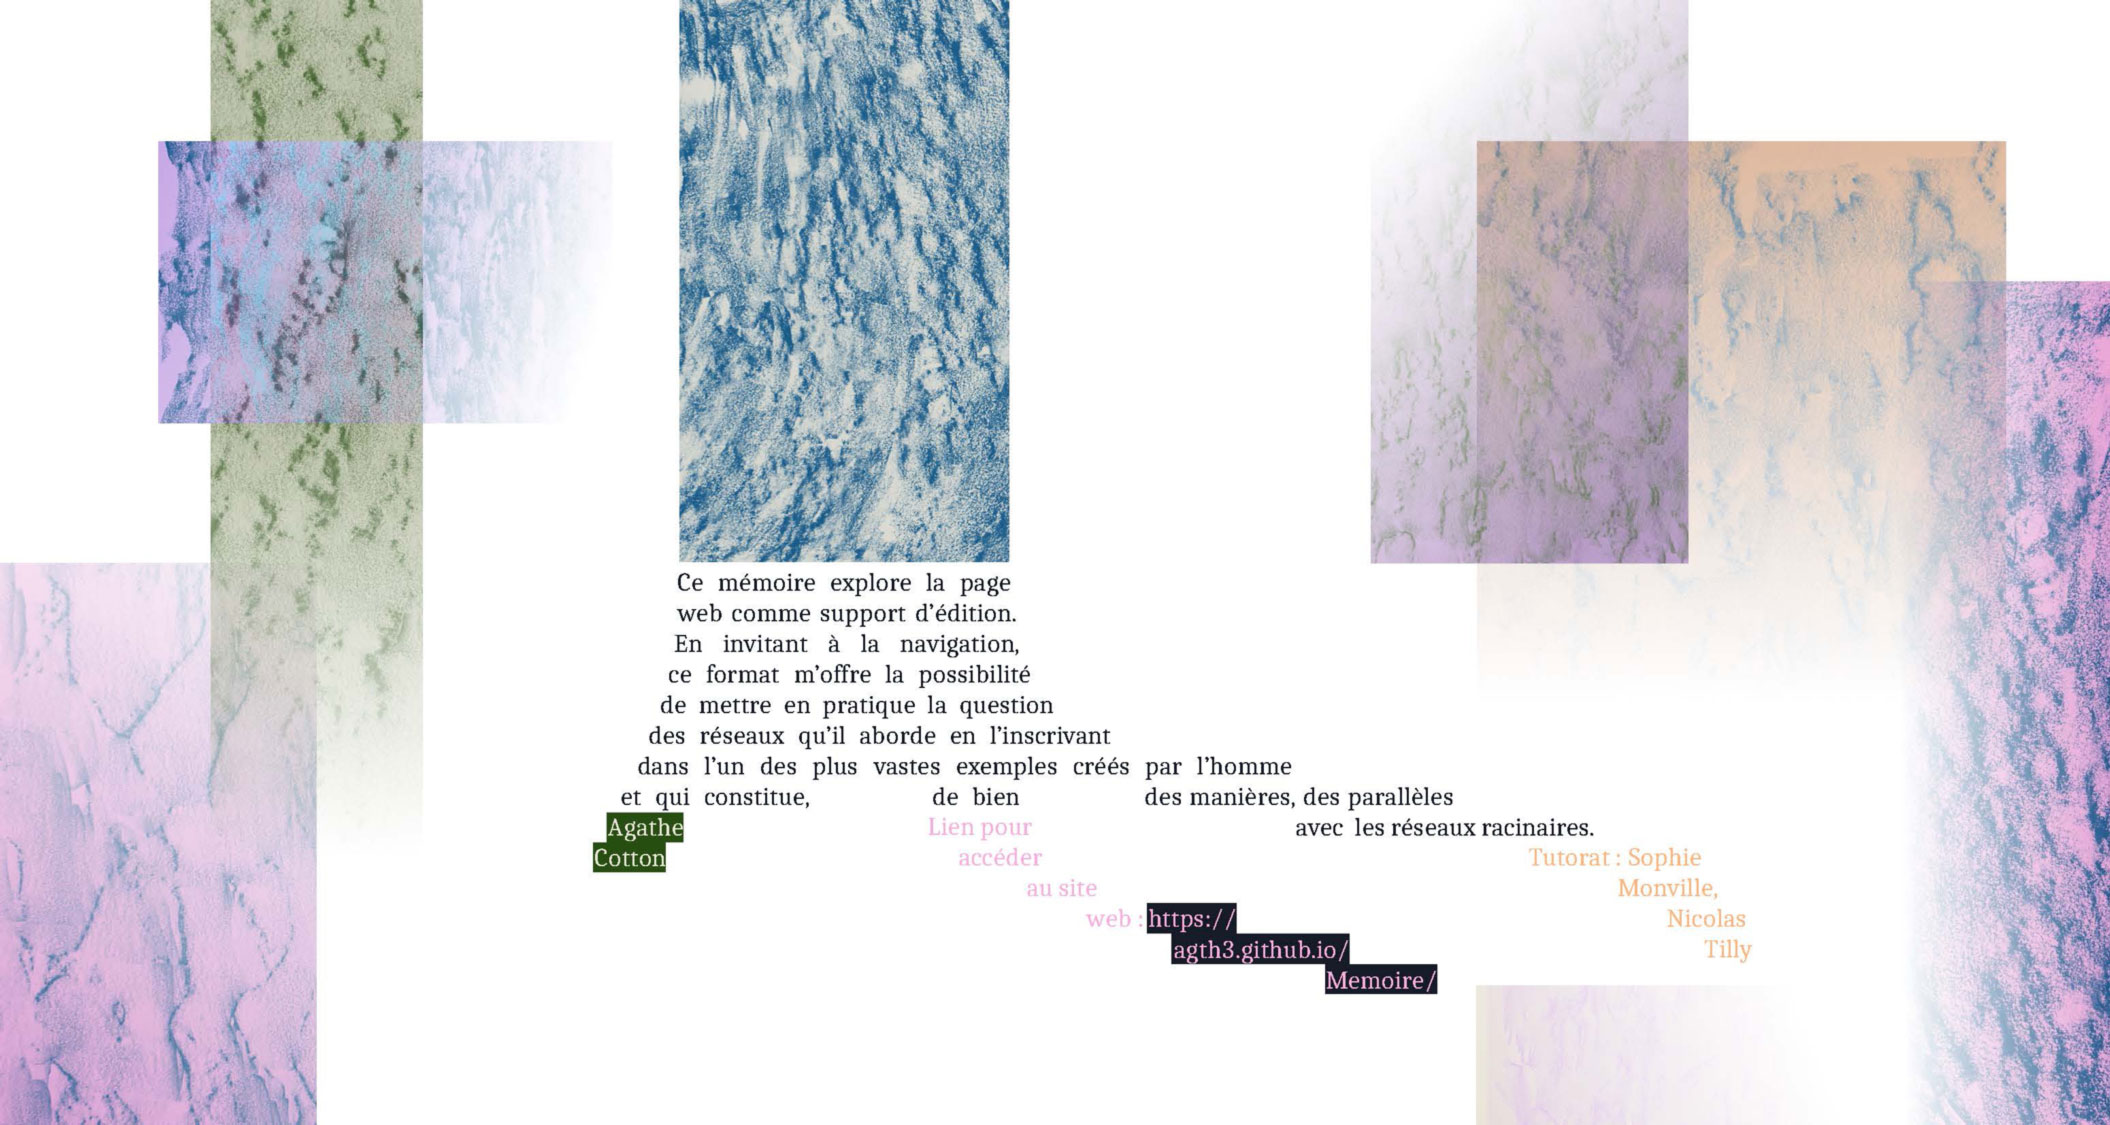 Ce mémoire explore la page
web comme support d’édition.
En invitant à la navigation,
ce format m’offre la possibilité
de mettre en pratique la question
des réseaux qu’il aborde en l’inscrivant
dans l’un des plus vastes exemples créés par l’homme
et qui constitue, de bien des manières, des parallèles
avec les réseaux racinaires.
Agathe
Cotton
Lien pour
accéder
au site
web : https://
agth3.github.io/
Memoire/
Tutorat : Sophie
Monville,
Nicolas
Tilly